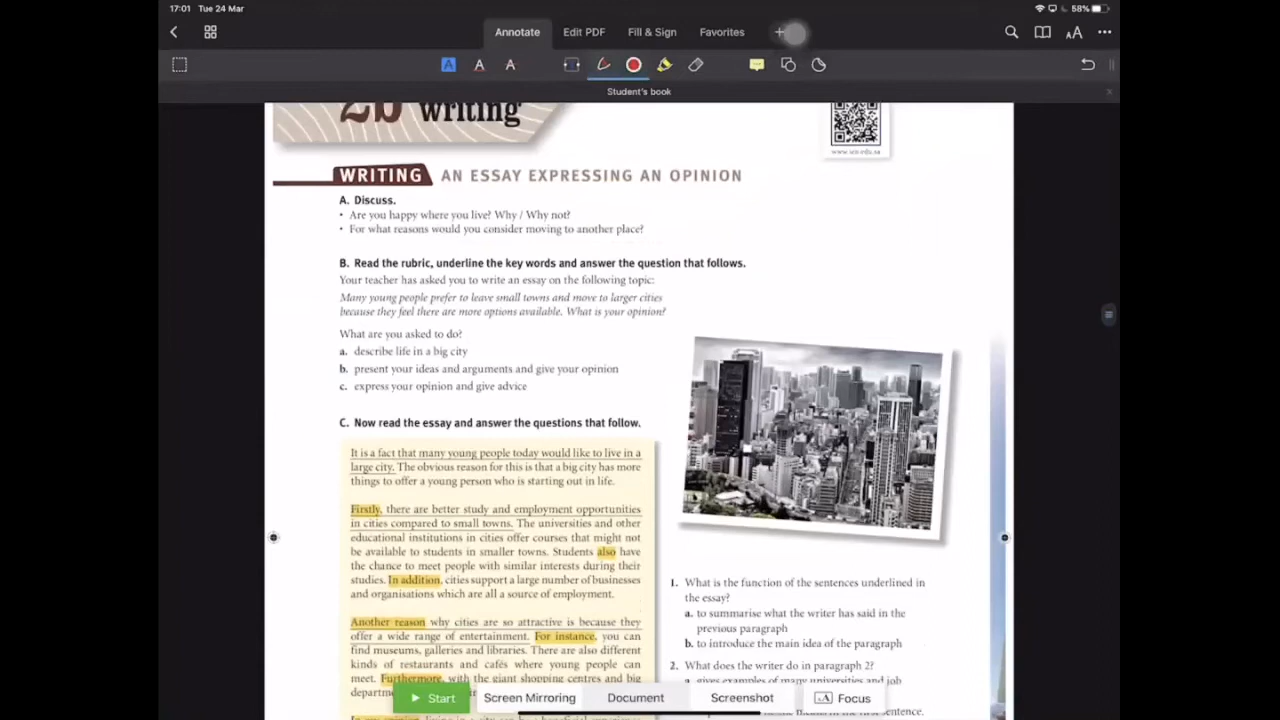 17:01 Tue 24 Mar
58%
Annotate Edit PDF Fill & Sign Favorites +
A A A
Student's book
2b writing
www.ien.edu.sa
WRITING AN ESSAY EXPRESSING AN OPINION
A. Discuss.
• Are you happy where you live? Why / Why not?
• For what reasons would you consider moving to another place?
B. Read the rubric, underline the key words and answer the question that follows.
Your teacher has asked you to write an essay on the following topic:
Many young people prefer to leave small towns and move to larger cities
because they feel there are more options available. What is your opinion?
What are you asked to do?
a. describe life in a big city
b. present your ideas and arguments and give your opinion
c. express your opinion and give advice
C. Now read the essay and answer the questions that follow.
It is a fact that many young people today would like to live in a
large city. The obvious reason for this is that a big city has more
things to offer a young person who is starting out in life.
Firstly, there are better study and employment opportunities
in cities compared to small towns. The universities and other
educational institutions in cities offer courses that might not
be available to students in smaller towns. Students also have
the chance to meet people with similar interests during their
studies. In addition, cities support a large number of businesses
and organisations which are all a source of employment.
Another reason why cities are so attractive is because they
offer a wide range of entertainment. For instance, you can
find museums, galleries and libraries. There are also different
kinds of restaurants and cafés where young people can
meet. Furthermore, with the giant shopping centres and big
1. What is the function of the sentences underlined in
the essay?
a. to summarise what the writer has said in the
previous paragraph
b. to introduce the main idea of the paragraph
2. What does the writer do in paragraph 2?
a. gives examples of many universities and job
sentence.
Start Screen Mirroring Document Screenshot Focus